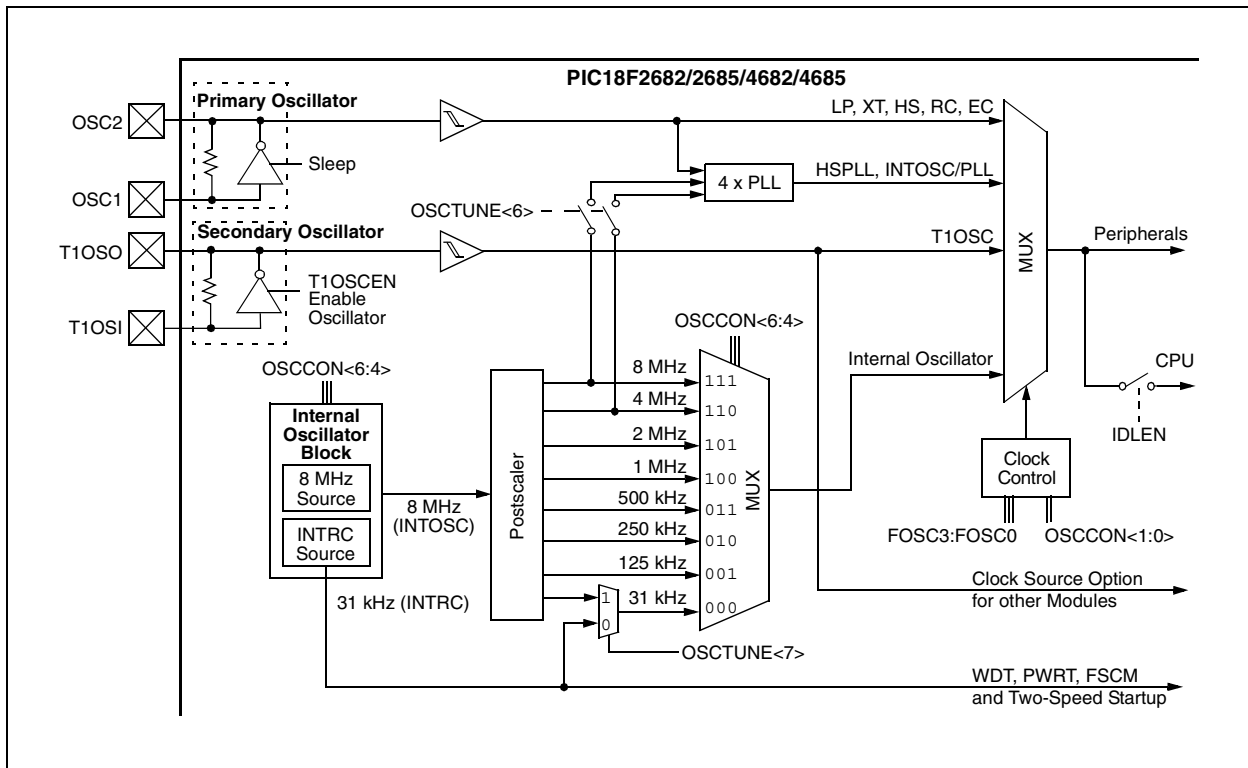 PIC18F2682/2685/4682/4685
Primary Oscillator
OSC2
Sleep
OSC1
LP, XT, HS, RC, EC
4 x PLL
HSPLL, INTOSC/PLL
OSCTUNE<6>
Secondary Oscillator
T1OSO
T1OSCEN
Enable
Oscillator
T1OSI
T1OSC
MUX
Peripherals
CPU
IDLEN
Internal Oscillator
Clock
Control
FOSC3:FOSC0
OSCCON<1:0>
Clock Source Option
for other Modules
OSCCON<6:4>
Internal
Oscillator
Block
8 MHz
Source
INTRC
Source
8 MHz
(INTOSC)
31 kHz (INTRC)
Postscaler
OSCCON<6:4>
8 MHz
111
4 MHz
110
2 MHz
101
1 MHz
100
500 kHz
011
250 kHz
010
125 kHz
001
1
0
31 kHz
000
MUX
OSCTUNE<7>
WDT, PWRT, FSCM
and Two-Speed Startup